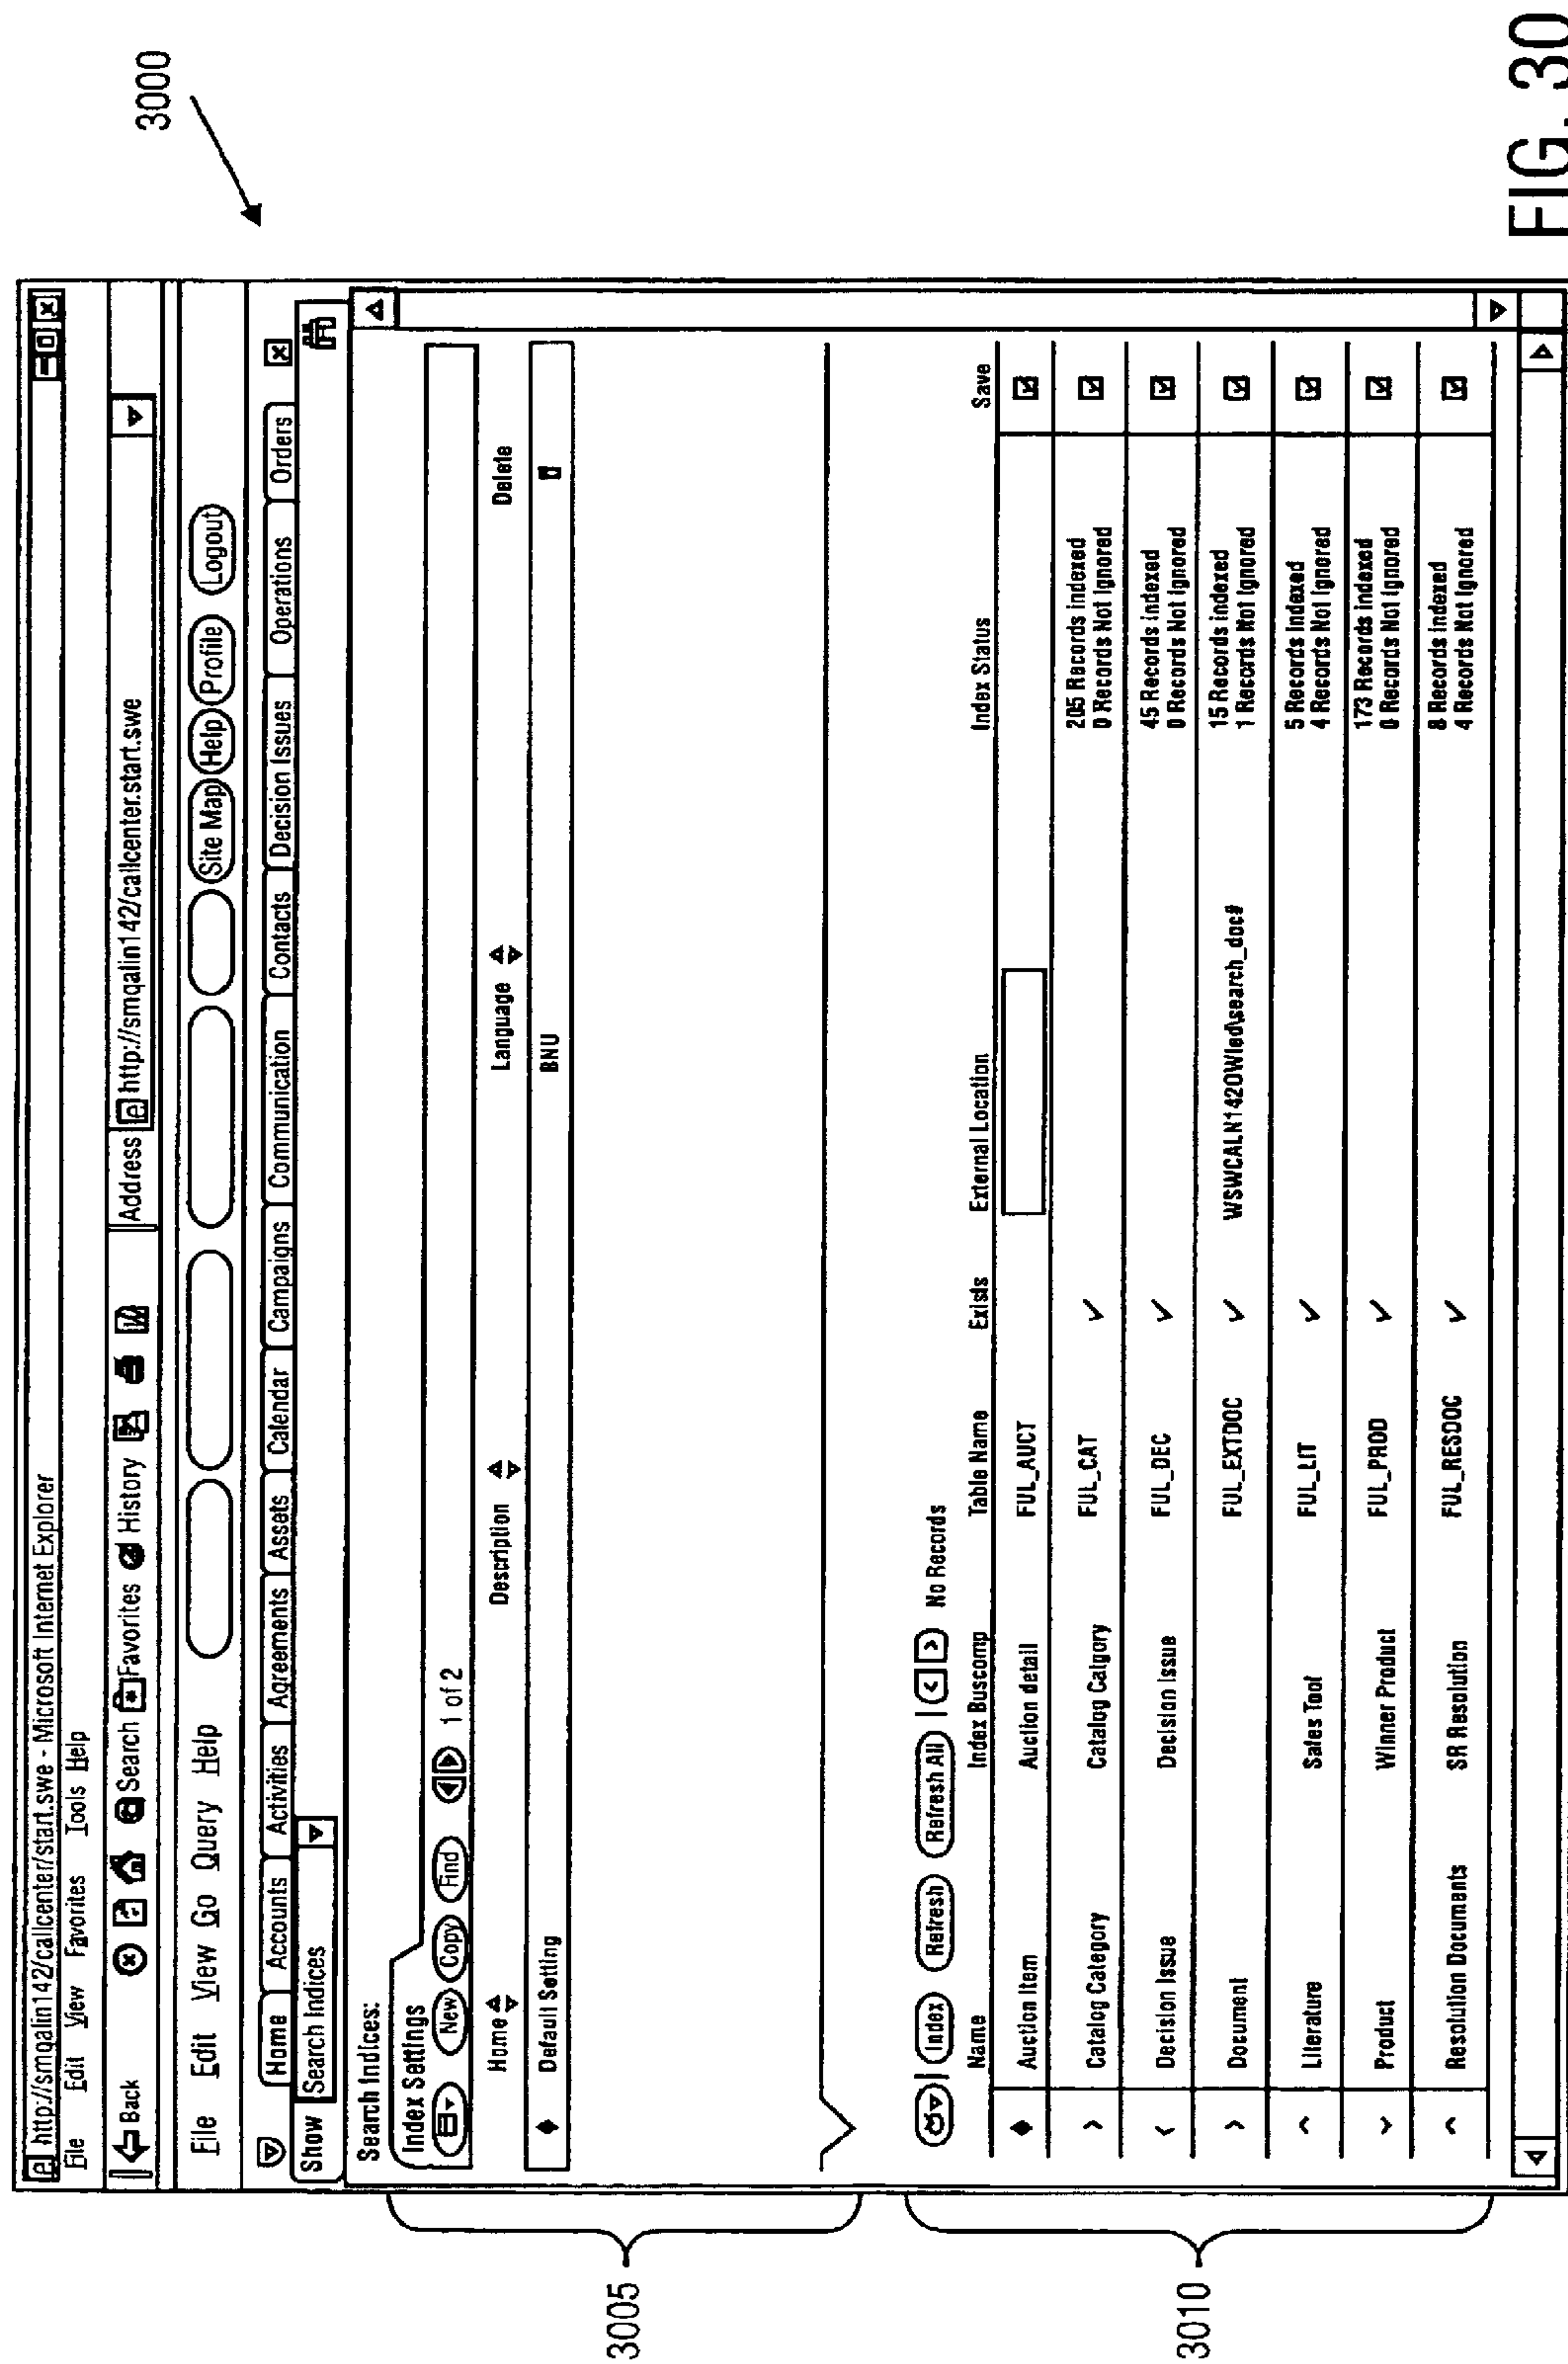 3000
http://smqalin142/callcenter/start.swe - Microsoft Internet Explorer
File Edit View Favorites Tools Help
Back Search Favorites History Address http://smqalin142/callcenter.start.swe
File Edit View Go Query Help Site Map Help Profile Logout
Home Accounts Activities Agreements Assets Calendar Campaigns Communication Contacts Decision Issues Operations Orders
Show Search Indices
Search Indices:
Index Settings
New Copy Find 1 of 2
Home Description Language Delete
Default Setting BNU
3005
Index Refresh Refresh All No Records
Name Index Buscomp Table Name Exists External Location Index Status Save
Auction Item Auction detail FUL_AUCT
Catalog Category Catalog Catgory FUL_CAT 205 Records Indexed
0 Records Not Ignored
Decision Issue Decision Issue FUL_DEC 45 Records Indexed
0 Records Not Ignored
Document FUL_EXTDOC WSWCALN142OWled\search_doc# 15 Records Indexed
1 Records Not Ignored
Literature Sales Tool FUL_LIT 5 Records Indexed
4 Records Not Ignored
Product Winner Product FUL_PROD 173 Records Indexed
0 Records Not Ignored
Resolution Documents SR Resolution FUL_RESDOC 8 Records Indexed
4 Records Not Ignored
3010
FIG. 30